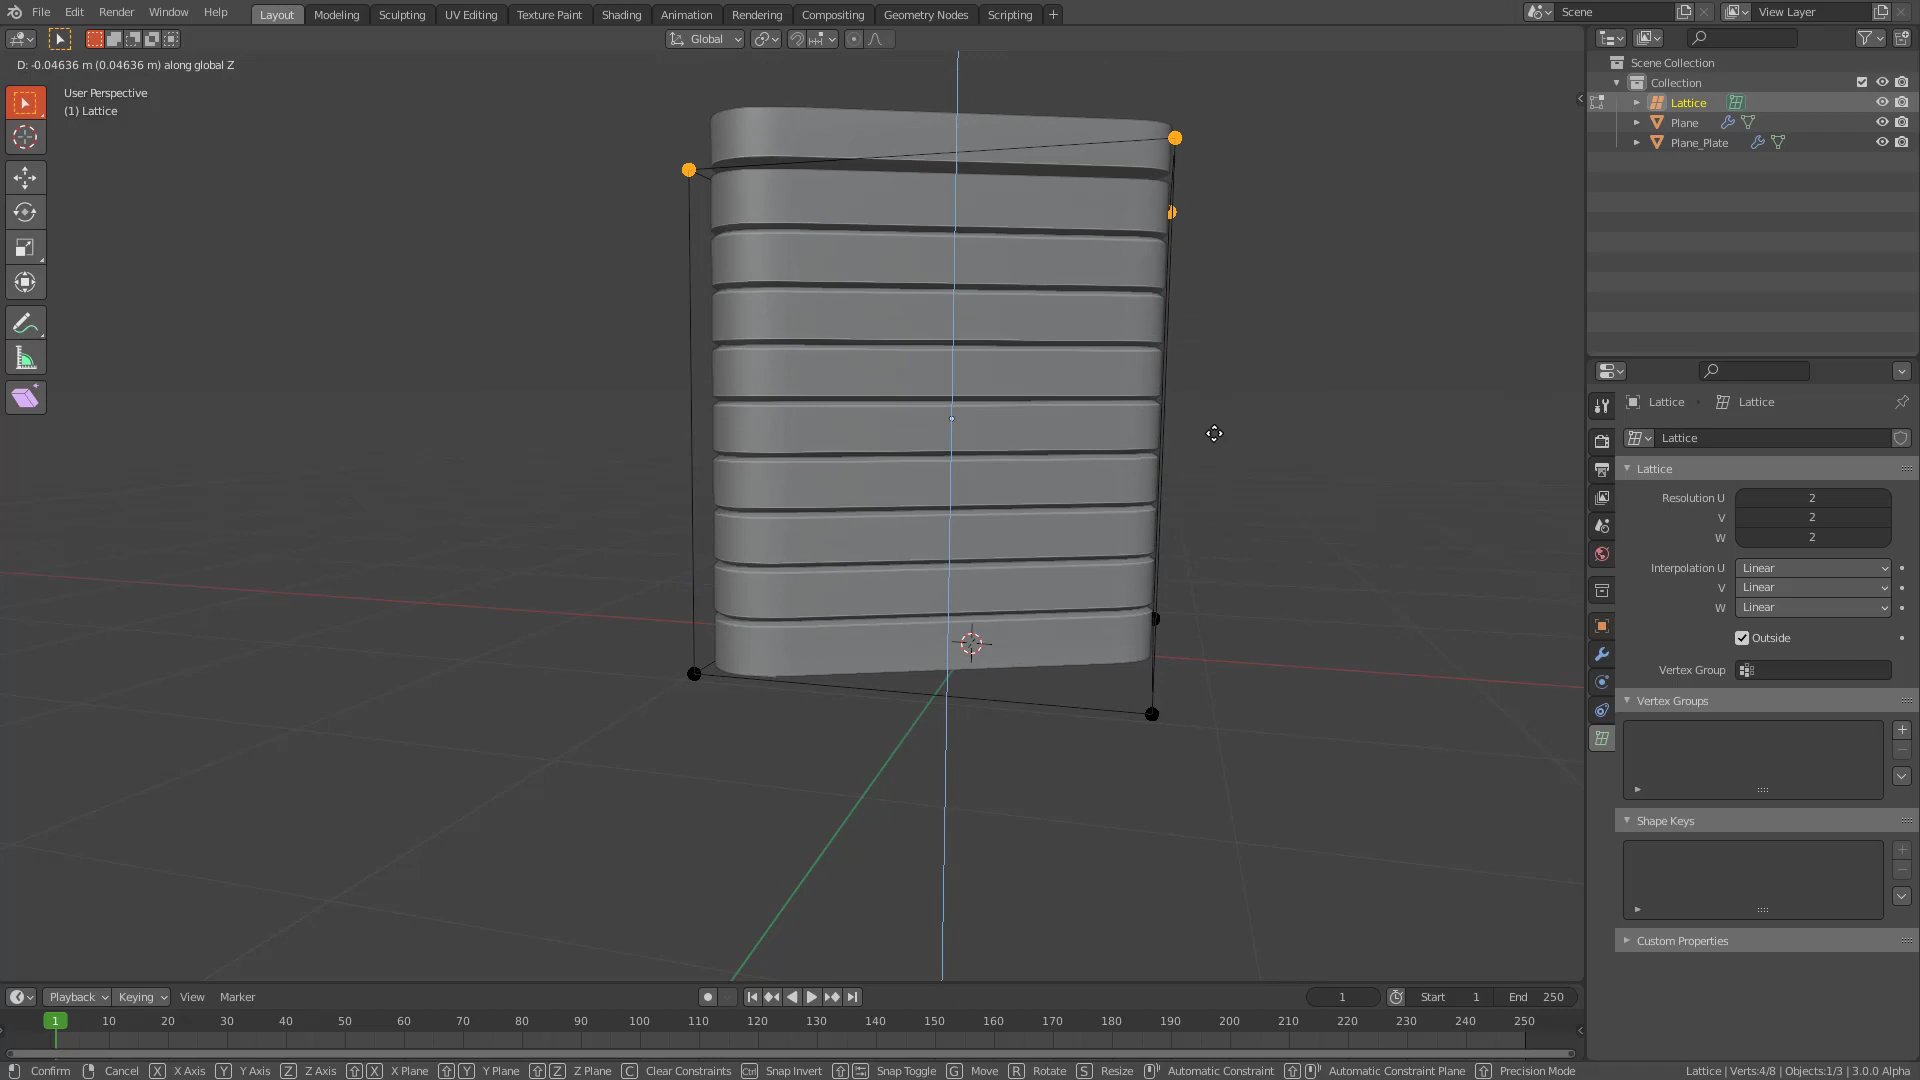 File Edit Render Window Help Layout Modeling Sculpting UV Editing Texture Paint Shading Animation Rendering Compositing Geometry Nodes Scripting + Scene View Layer
Global
D: -0.04636 m (0.04636 m) along global Z
User Perspective
(1) Lattice
Scene Collection
Collection
Lattice
Plane
Plane_Plate
Lattice Lattice
Lattice
Lattice
Resolution U 2
V 2
W 2
Interpolation U Linear
V Linear
W Linear
Outside
Vertex Group
Vertex Groups
Shape Keys
Custom Properties
Playback Keying View Marker 1 Start 1 End 250
1 10 20 30 40 50 60 70 80 90 100 110 120 130 140 150 160 170 180 190 200 210 220 230 240 250
Confirm Cancel X X Axis Y Y Axis Z Z Axis X X Plane Y Y Plane Z Z Plane C Clear Constraints Ctrl Snap Invert Snap Toggle G Move R Rotate S Resize Automatic Constraint Automatic Constraint Plane Precision Mode Lattice | Verts:4/8 | Objects:1/3 | 3.0.0 Alpha